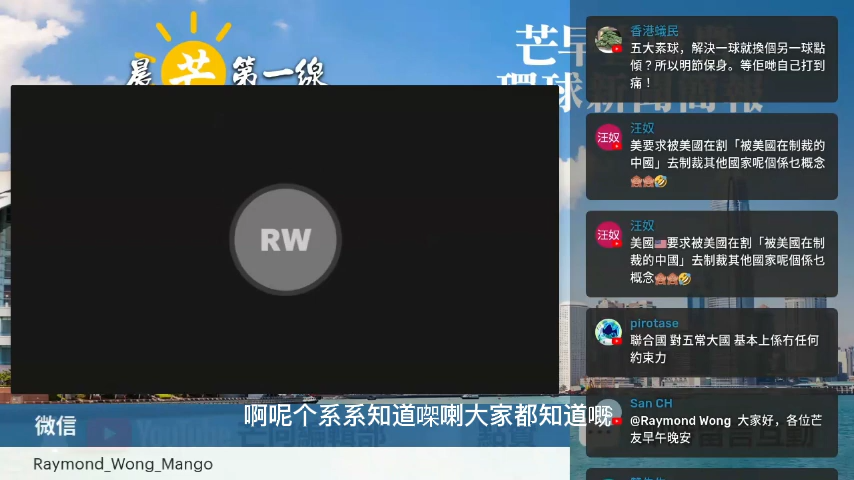 晨
芒
第一線
芒早
環球新聞簡報
RW
啊呢个系系知道㗎喇大家都知道嘅
微信
Raymond_Wong_Mango
香港蟻民
五大素球，解決一球就換個另一球點
傾？所以明節保身。等佢哋自己打到
痛！
汪奴
汪奴
美要求被美國在割「被美國在制裁的
中國」去制裁其他國家呢個係乜概念
🙈🙈🤣
汪奴
汪奴
美國🇺🇸要求被美國在割「被美國在制
裁的中國」去制裁其他國家呢個係乜
概念🙈🙈🤣
pirotase
聯合國 對五常大國 基本上係冇任何
約束力
San CH
@Raymond Wong 大家好，各位芒
友早午晚安